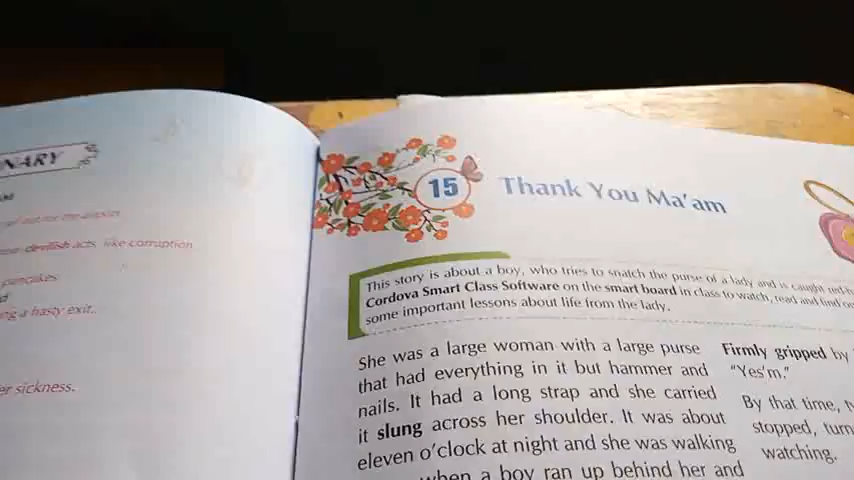 NARY
devilish acts, like corruption
pancakes
ng a hasty exit.
er sickness.
15
Thank You Ma'am
This story is about a boy, who tries to snatch the purse of a lady and is caught
Cordova Smart Class Software on the smart board in class to watch, read and find
some important lessons about life from the lady.
She was a large woman with a large purse
that had everything in it but hammer and
nails. It had a long strap and she carried
it slung across her shoulder. It was about
eleven o'clock at night and she was walking
when a boy ran up behind her and
Firmly gripped by
"Yes'm."
By that time,
stopped, turn
watching.